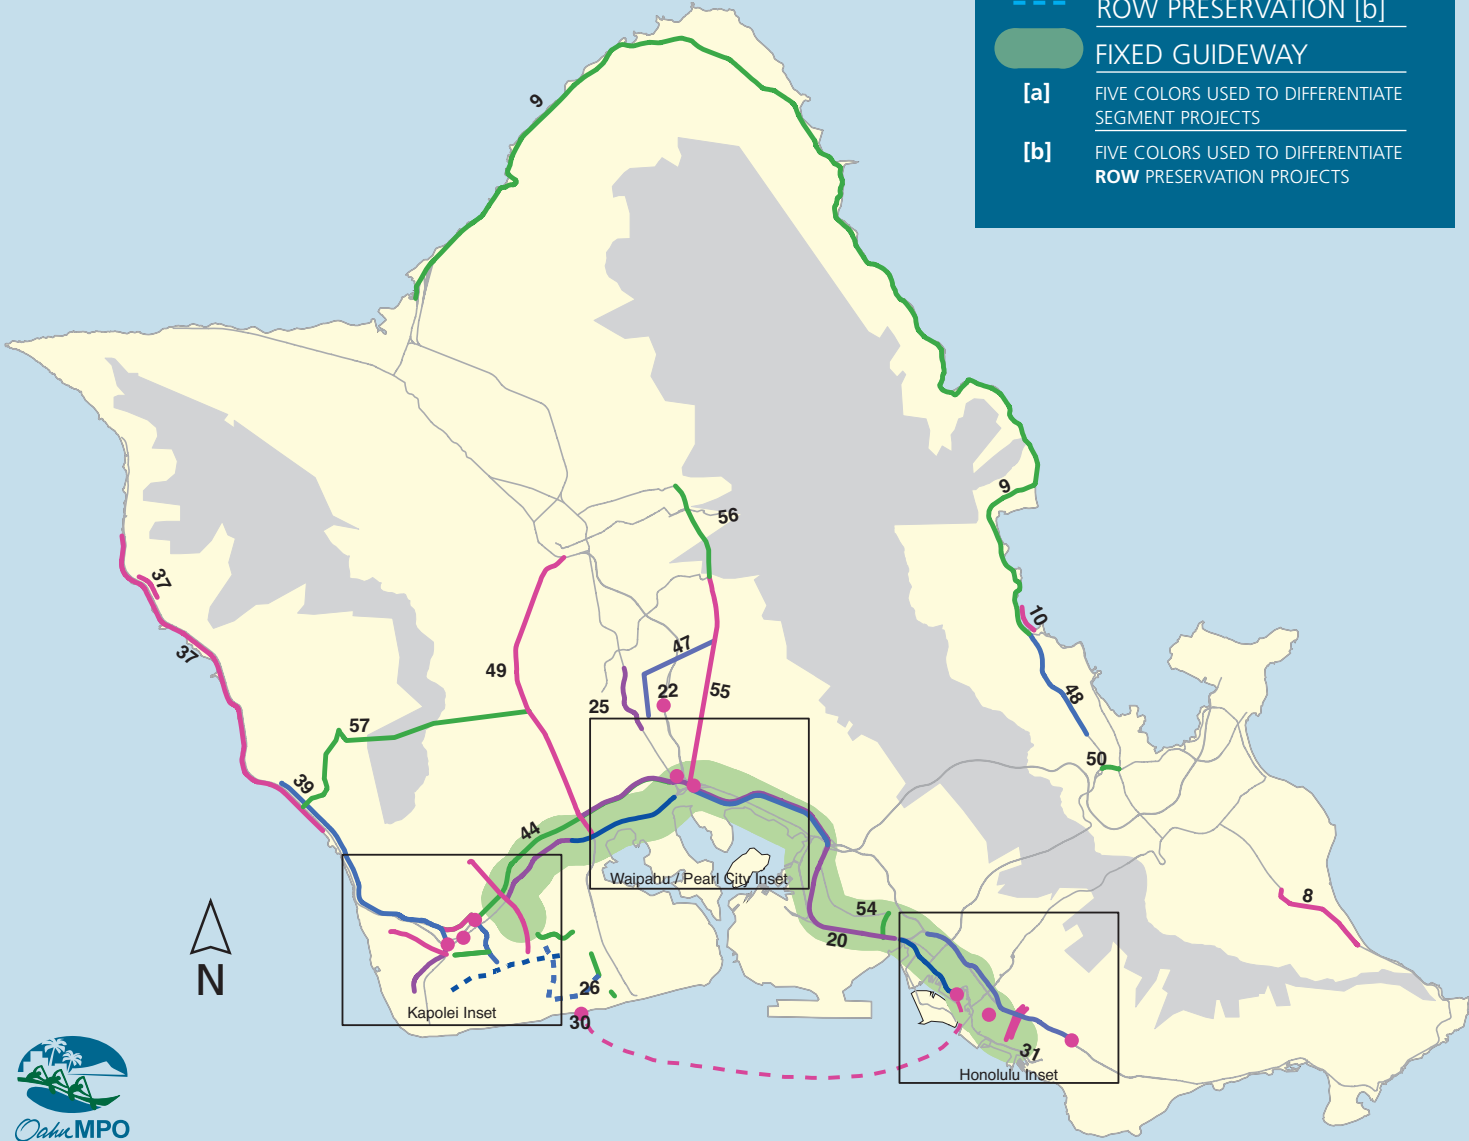 ROW PRESERVATION [b]
FIXED GUIDEWAY
[a] FIVE COLORS USED TO DIFFERENTIATE
SEGMENT PROJECTS
[b] FIVE COLORS USED TO DIFFERENTIATE
ROW PRESERVATION PROJECTS
9
9
56
10
37
37
47
48
49
22
55
25
57
50
39
44
Waipahu / Pearl City Inset
8
54
20
N
26
Kapolei Inset
30
31
Honolulu Inset
OahuMPO